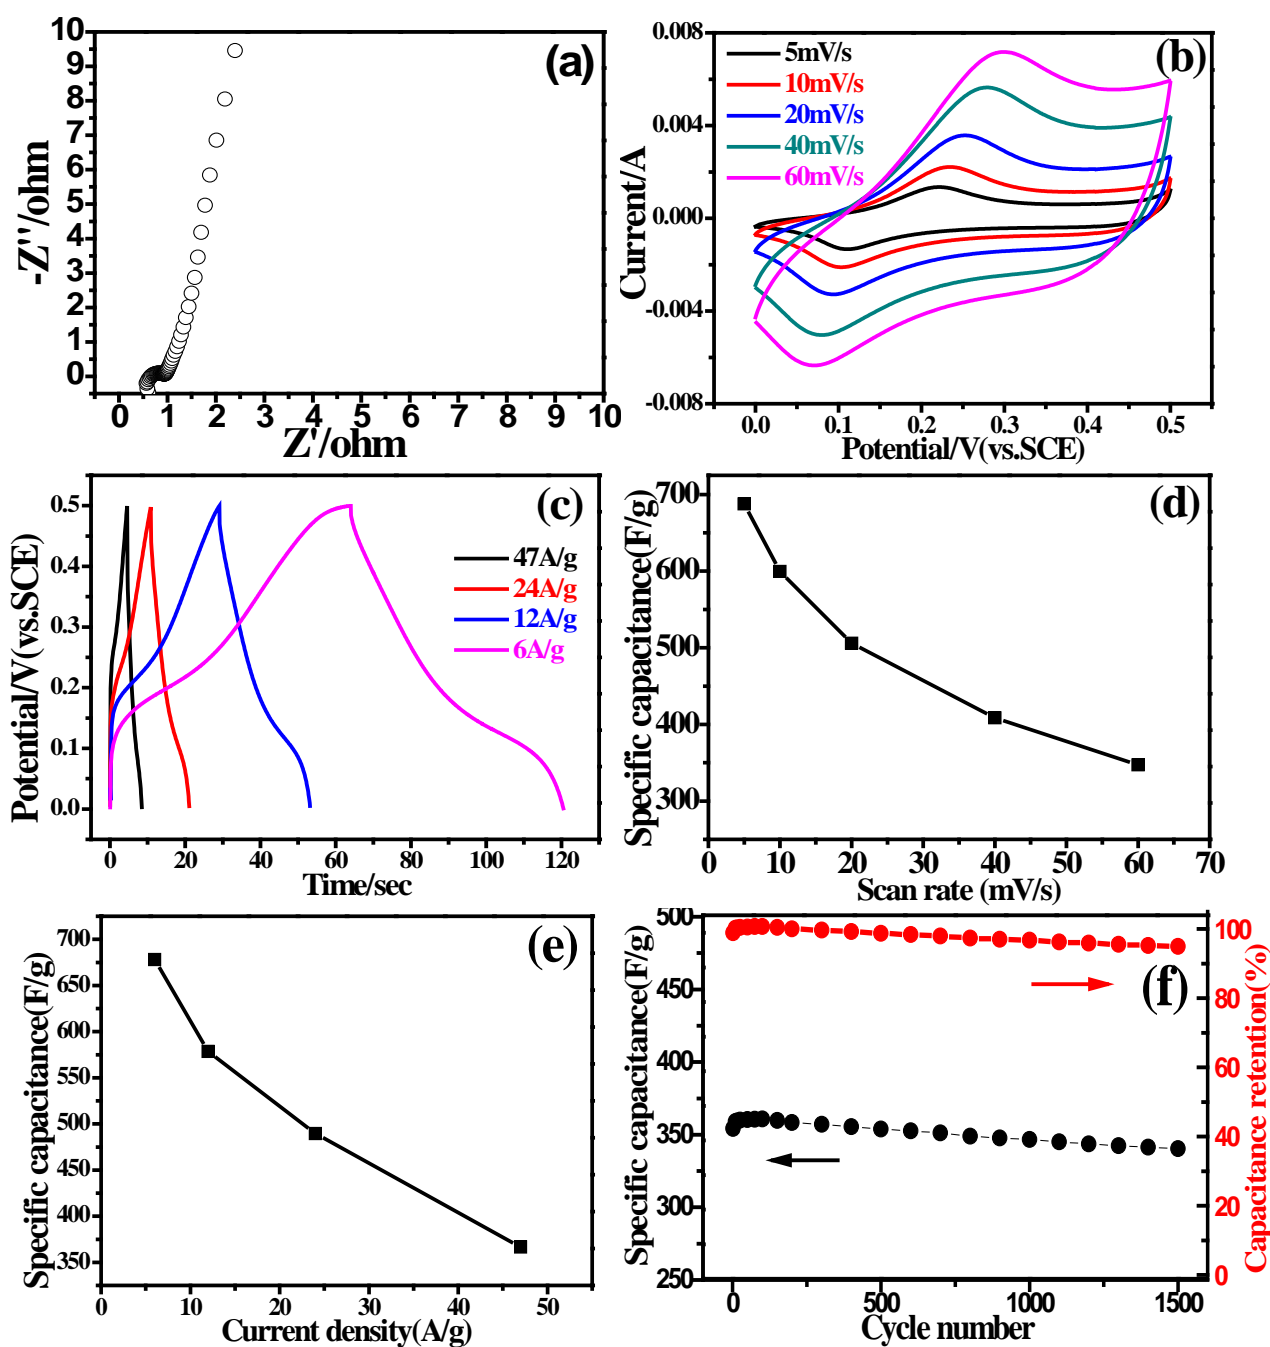 (a)
10
9
8
7
6
5
4
3
2
1
0
-Z''/ohm
0 1 2 3 4 5 6 7 8 9 10
Z'/ohm
(b)
5mV/s
10mV/s
20mV/s
40mV/s
60mV/s
0.008
0.004
0.000
-0.004
-0.008
Current/A
0.0 0.1 0.2 0.3 0.4 0.5
Potential/V(vs.SCE)
(c)
47A/g
24A/g
12A/g
6A/g
0.5
0.4
0.3
0.2
0.1
0.0
Potential/V(vs.SCE)
0 20 40 60 80 100 120
Time/sec
(d)
700
600
500
400
300
Specific capacitance(F/g)
0 10 20 30 40 50 60 70
Scan rate (mV/s)
(e)
700
650
600
550
500
450
400
350
Specific capacitance(F/g)
0 10 20 30 40 50
Current density(A/g)
(f)
500
450
400
350
300
250
Specific capacitance(F/g)
100
80
60
40
20
0
Capacitance retention(%)
0 500 1000 1500
Cycle number